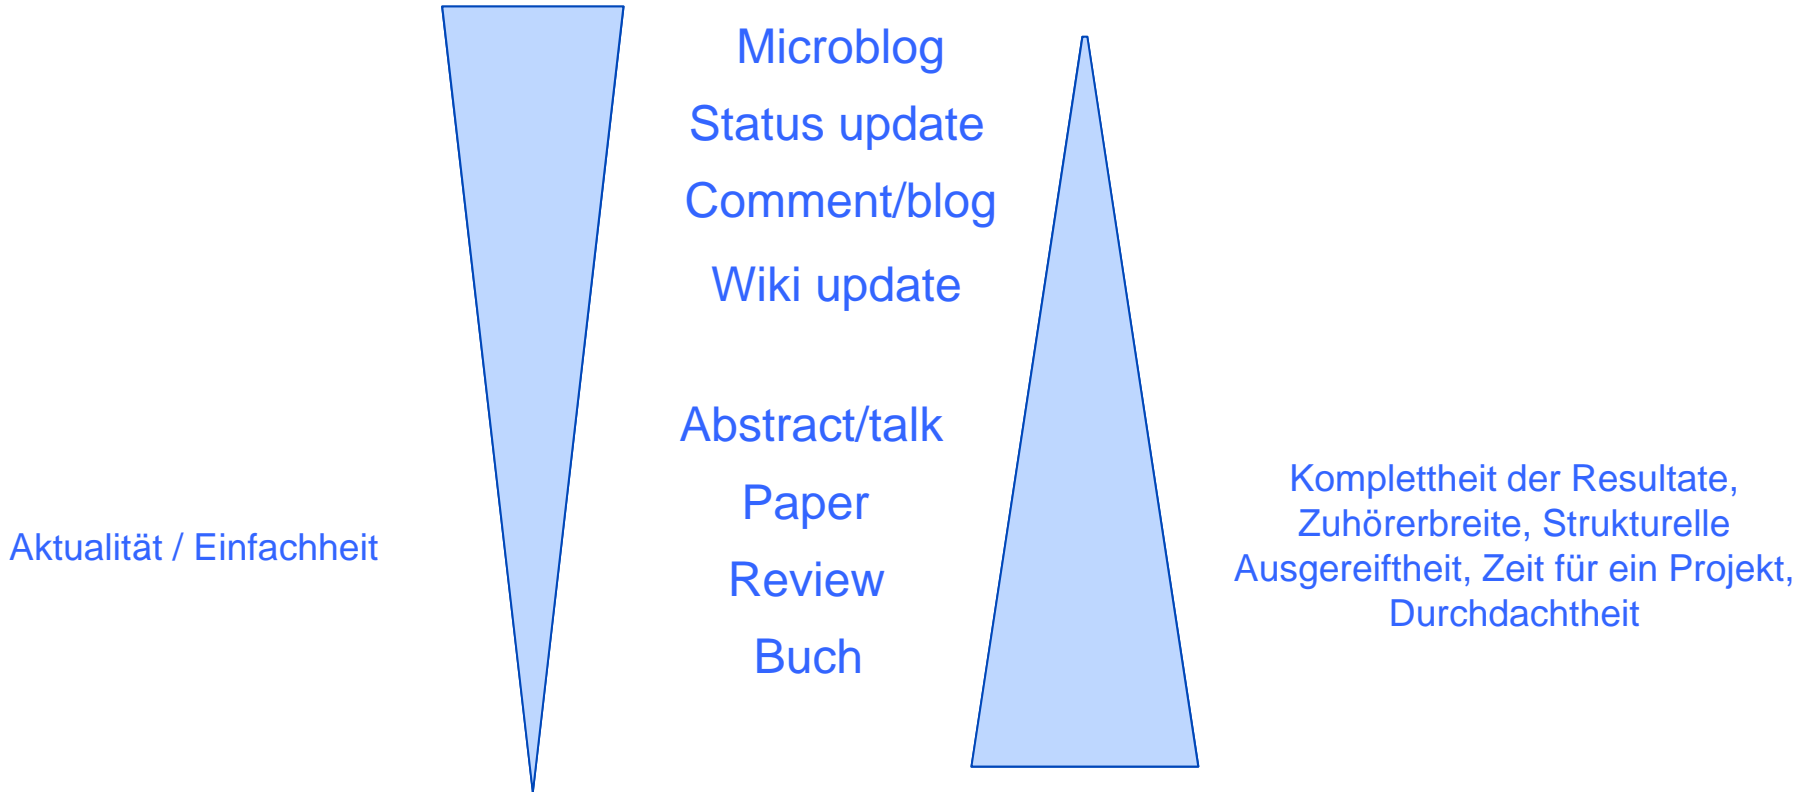 Microblog
Status update
Comment/blog
Wiki update
Abstract/talk
Paper
Review
Buch
Aktualität / Einfachheit
Komplettheit der Resultate,
Zuhörerbreite, Strukturelle
Ausgereiftheit, Zeit für ein Projekt,
Durchdachtheit